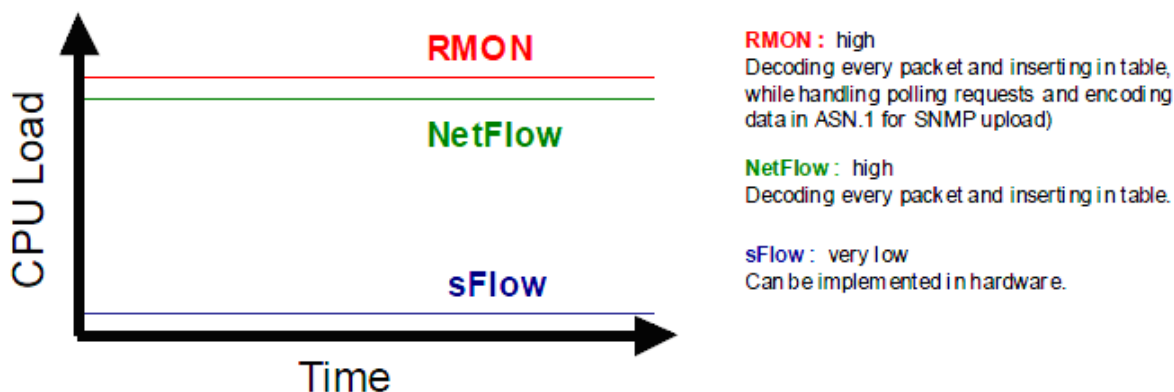 CPU Load
RMON
NetFlow
sFlow
Time
RMON : high
Decoding every packet and inserting in table,
while handling polling requests and encoding
data in ASN.1 for SNMP upload)
NetFlow : high
Decoding every packet and inserting in table.
sFlow : very low
Can be implemented in hardware.